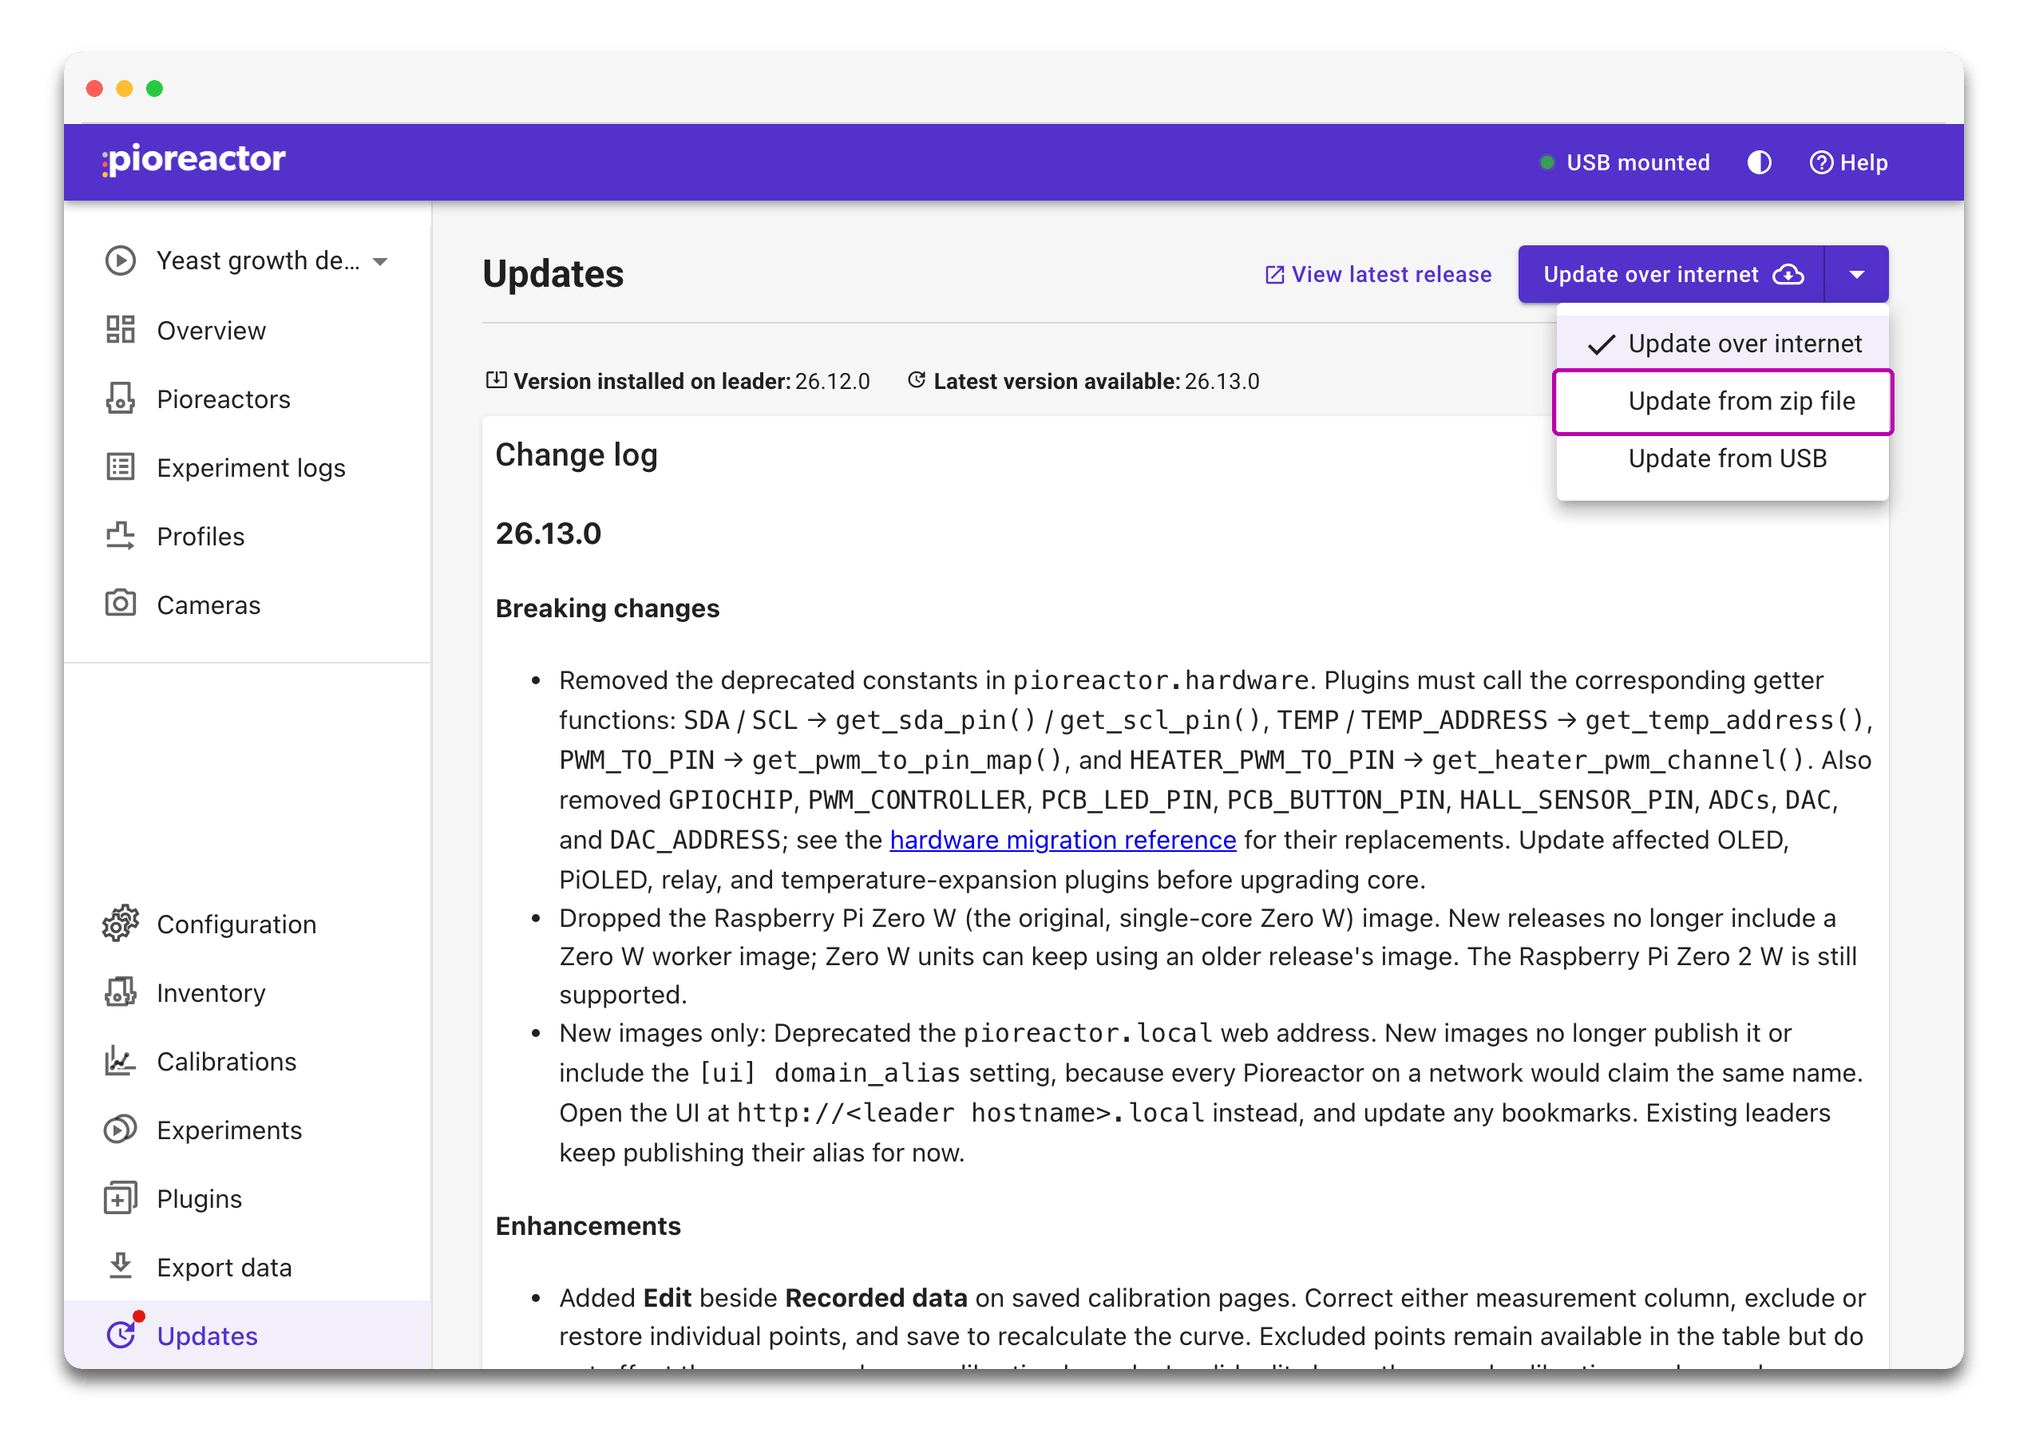 pioreactor
USB mounted
Help
Yeast growth de...
Overview
Pioreactors
Experiment logs
Profiles
Cameras
Configuration
Inventory
Calibrations
Experiments
Plugins
Export data
Updates
Updates
View latest release
Update over internet
Update over internet
Update from zip file
Update from USB
Version installed on leader: 26.12.0
Latest version available: 26.13.0
Change log
26.13.0
Breaking changes
• Removed the deprecated constants in pioreactor.hardware. Plugins must call the corresponding getter
functions: SDA / SCL → get_sda_pin() / get_scl_pin(), TEMP / TEMP_ADDRESS → get_temp_address(),
PWM_TO_PIN → get_pwm_to_pin_map(), and HEATER_PWM_TO_PIN → get_heater_pwm_channel(). Also
removed GPIOCHIP, PWM_CONTROLLER, PCB_LED_PIN, PCB_BUTTON_PIN, HALL_SENSOR_PIN, ADCs, DAC,
and DAC_ADDRESS; see the hardware migration reference for their replacements. Update affected OLED,
PiOLED, relay, and temperature-expansion plugins before upgrading core.
• Dropped the Raspberry Pi Zero W (the original, single-core Zero W) image. New releases no longer include a
Zero W worker image; Zero W units can keep using an older release's image. The Raspberry Pi Zero 2 W is still
supported.
• New images only: Deprecated the pioreactor.local web address. New images no longer publish it or
include the [ui] domain_alias setting, because every Pioreactor on a network would claim the same name.
Open the UI at http://<leader hostname>.local instead, and update any bookmarks. Existing leaders
keep publishing their alias for now.
Enhancements
• Added Edit beside Recorded data on saved calibration pages. Correct either measurement column, exclude or
restore individual points, and save to recalculate the curve. Excluded points remain available in the table but do